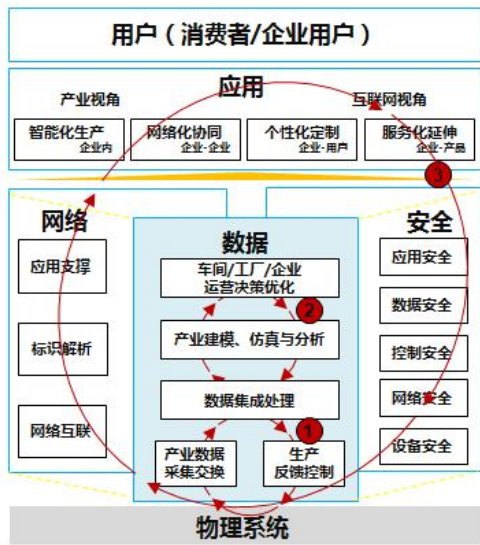 用户（消费者/企业用户）
应用
产业视角
互联网视角
智能化生产
企业内
网络化协同
企业-企业
个性化定制
企业-用户
服务化延伸
企业-产品
3
网络
应用支撑
标识解析
网络互联
数据
车间/工厂/企业
运营决策优化
2
产业建模、仿真与分析
数据集成处理
1
产业数据
采集交换
生产
反馈控制
安全
应用安全
数据安全
控制安全
网络安全
设备安全
物理系统